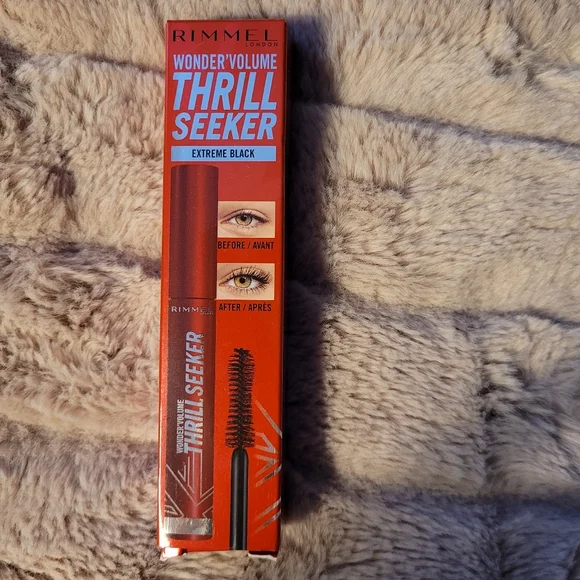 RIMMEL
LONDON
WONDER'VOLUME
THRILL
SEEKER
EXTREME BLACK
BEFORE / AVANT
AFTER / APRÈS
RIMMEL
WONDER'VOLUME
THRILL SEEKER